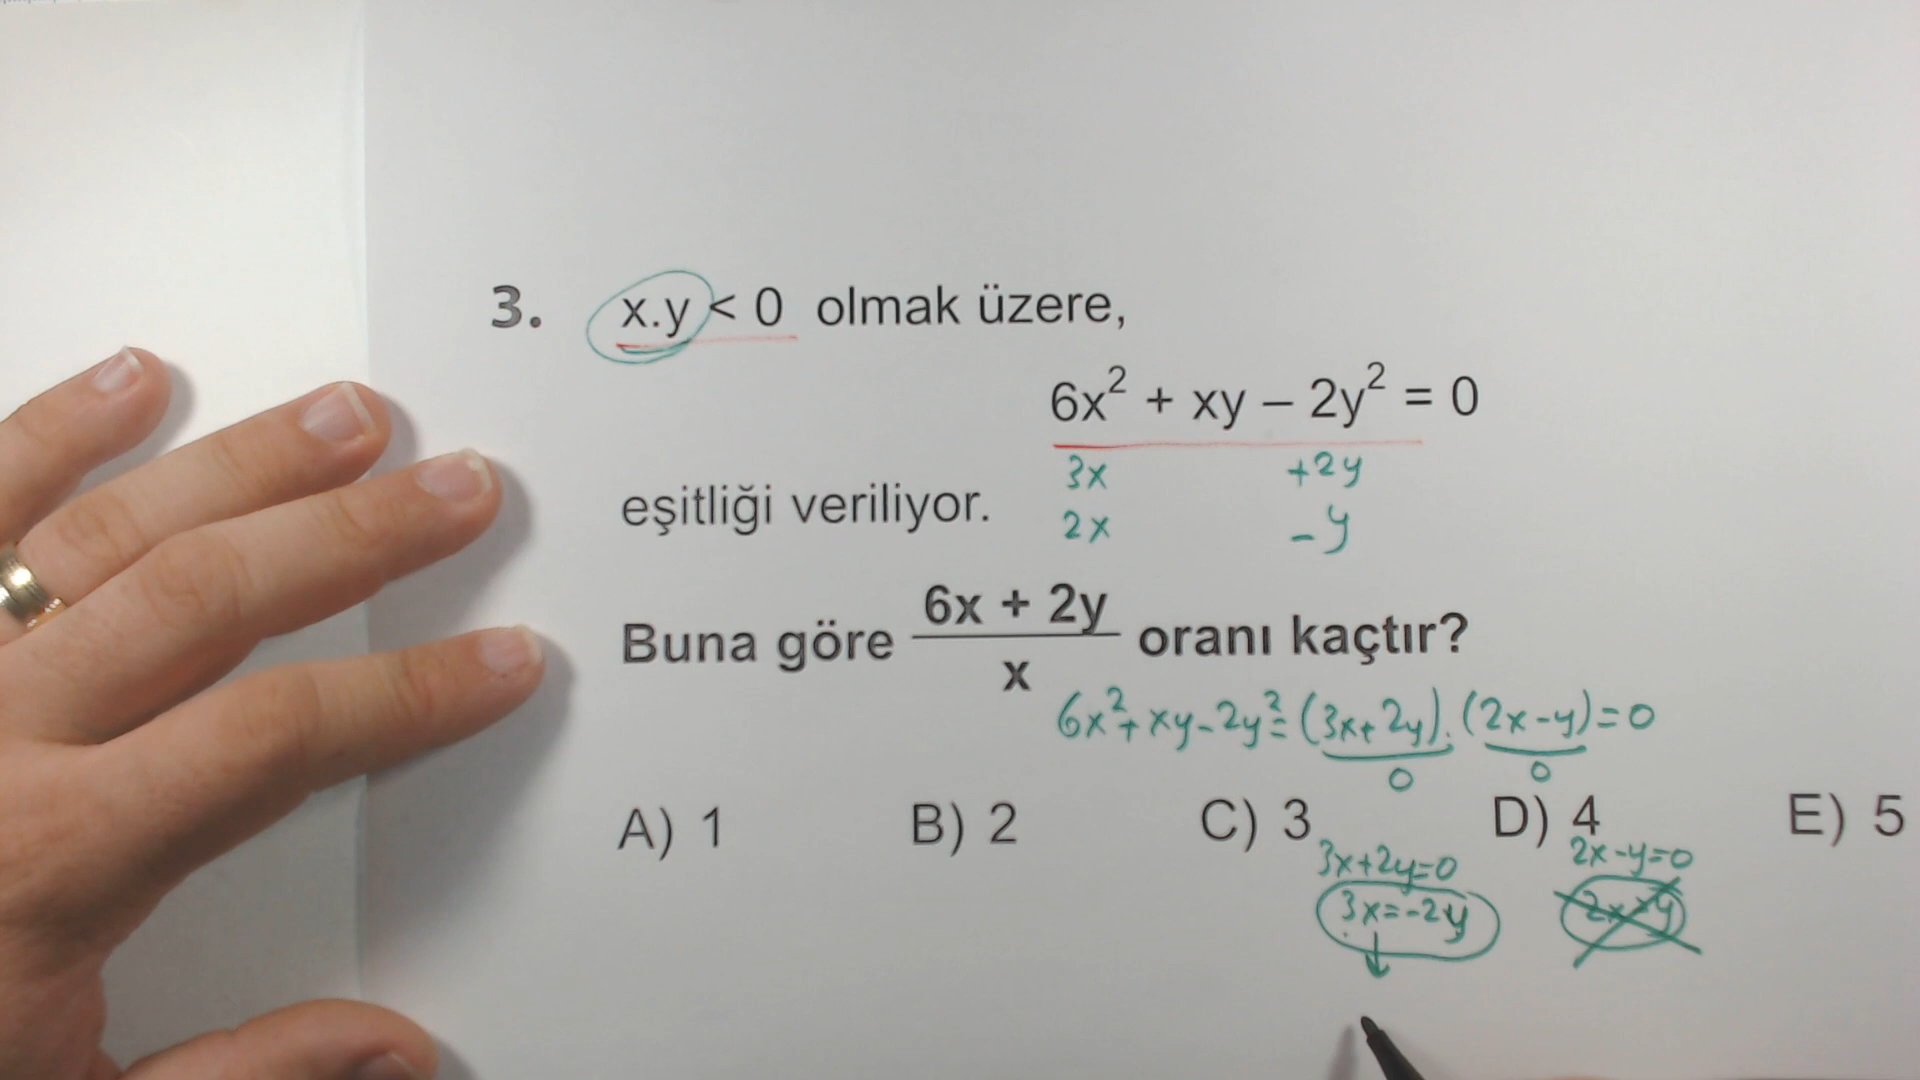 3. x.y < 0 olmak üzere,
6x² + xy – 2y² = 0
3x +2y
eşitliği veriliyor.
2x -y
Buna göre (6x + 2y)/x oranı kaçtır?
6x²+xy-2y²=(3x+2y).(2x-y)=0
0 0
A) 1 B) 2 C) 3 D) 4 E) 5
3x+2y=0 2x-y=0
3x=-2y 2x=y